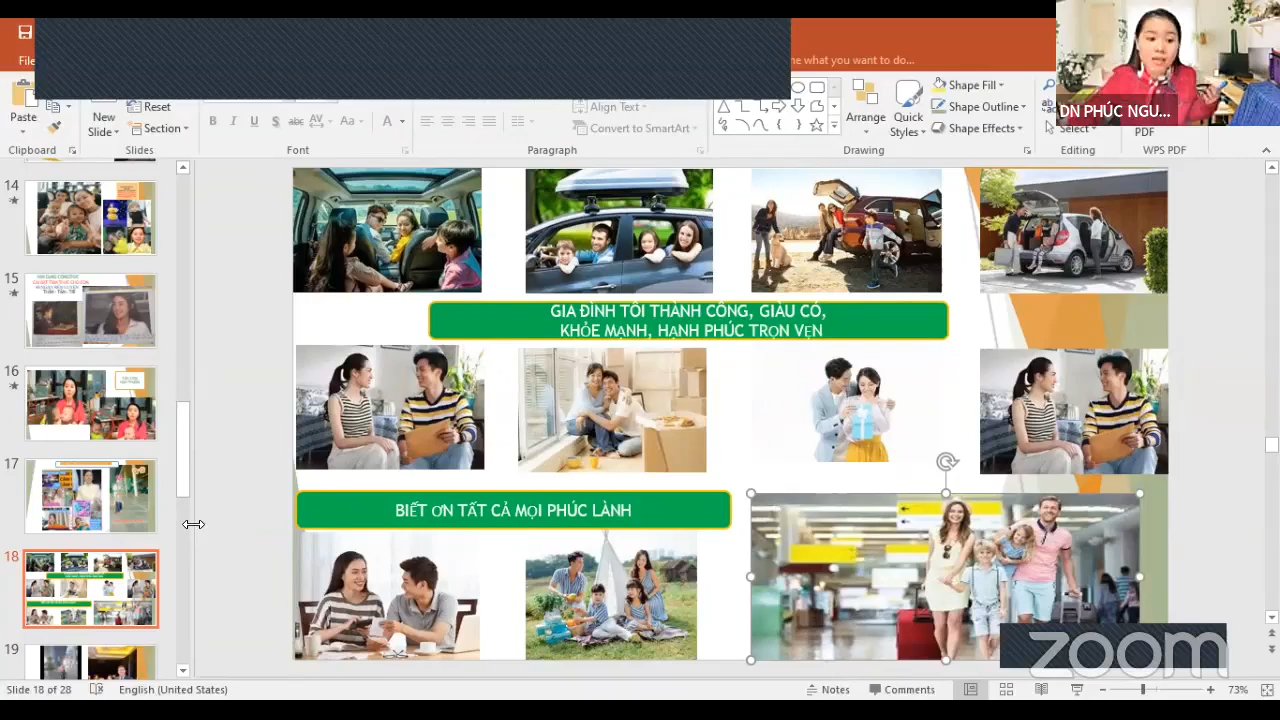 File
me what you want to do...
Paste
Clipboard
New
Slide
Reset
Section
Slides
B I U S abc AV Aa A
Font
Align Text
Convert to SmartArt
Paragraph
Arrange
Quick
Styles
Shape Fill
Shape Outline
Shape Effects
Drawing
Select
Editing
PDF
WPS PDF
DN PHÚC NGU...
14
15
16
17
18
19
GIA ĐÌNH TÔI THÀNH CÔNG, GIÀU CÓ,
KHỎE MẠNH, HẠNH PHÚC TRỌN VẸN
BIẾT ƠN TẤT CẢ MỌI PHÚC LÀNH
zoom
Slide 18 of 28
English (United States)
Notes
Comments
73%